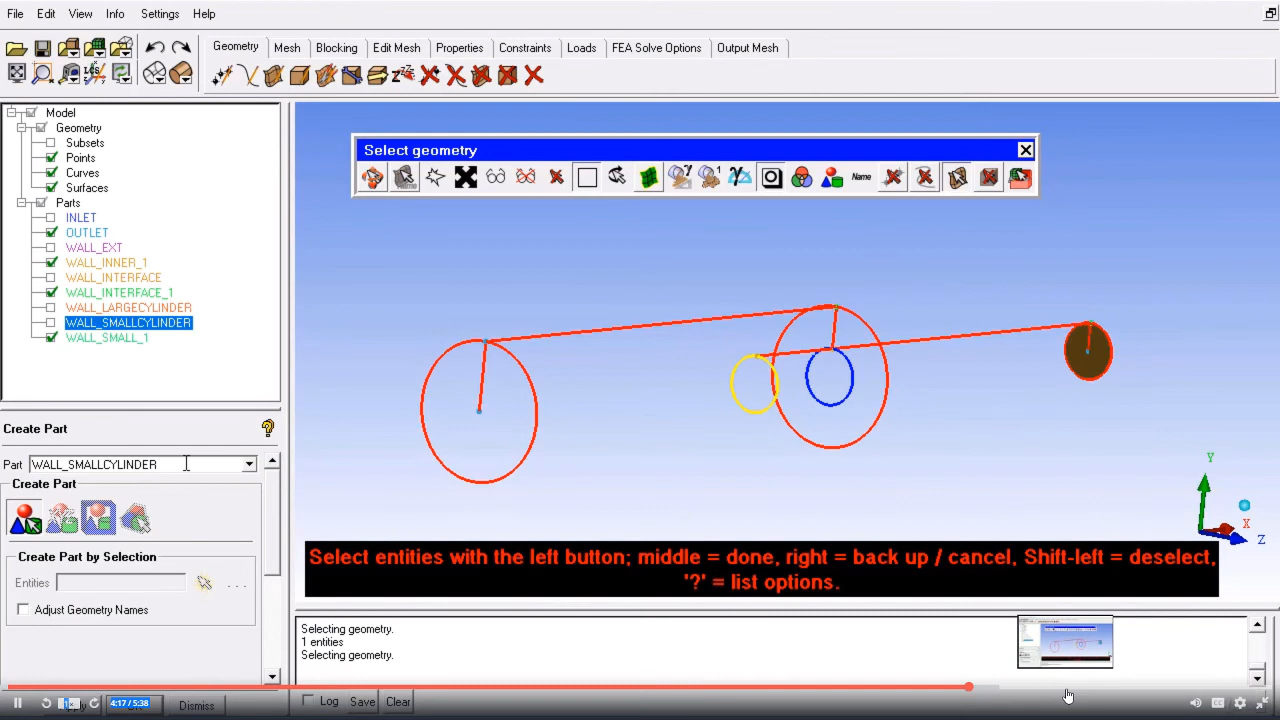 File Edit View Info Settings Help
Geometry Mesh Blocking Edit Mesh Properties Constraints Loads FEA Solve Options Output Mesh
Model
Geometry
Subsets
Points
Curves
Surfaces
Parts
INLET
OUTLET
WALL_EXT
WALL_INNER_1
WALL_INTERFACE
WALL_INTERFACE_1
WALL_LARGECYLINDER
WALL_SMALLCYLINDER
WALL_SMALL_1
Create Part
Part WALL_SMALLCYLINDER
Create Part
Create Part by Selection
Entities
Adjust Geometry Names
Dismiss
4:17 / 5:38
Select geometry
Name
Y
X
Z
Select entities with the left button; middle = done, right = back up / cancel, Shift-left = deselect,
'?' = list options.
Selecting geometry.
1 entities
Selecting geometry.
Log Save Clear
CC